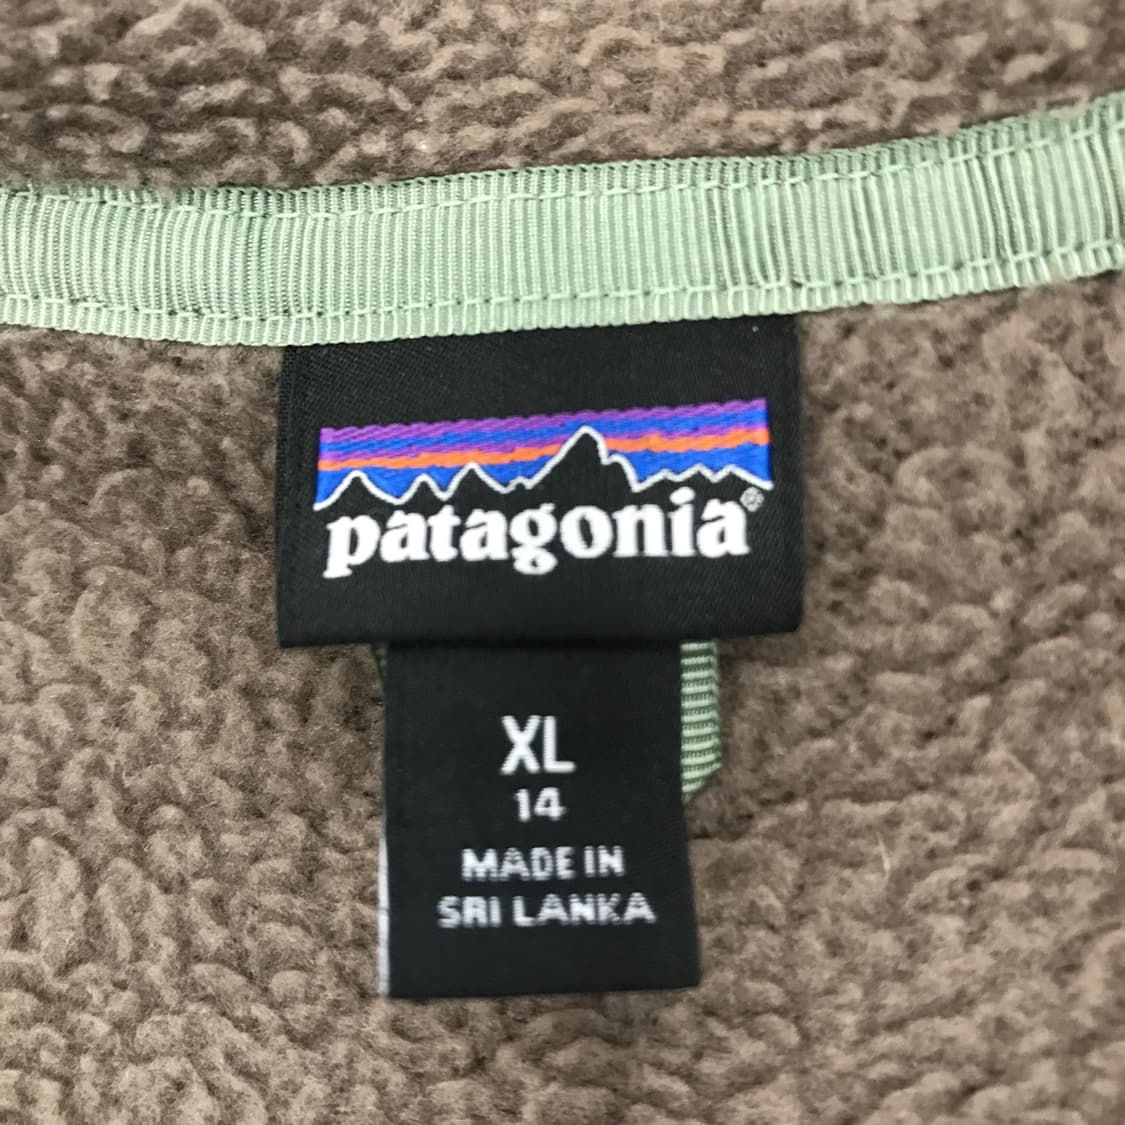 patagonia®
XL
14
MADE IN
SRI LANKA